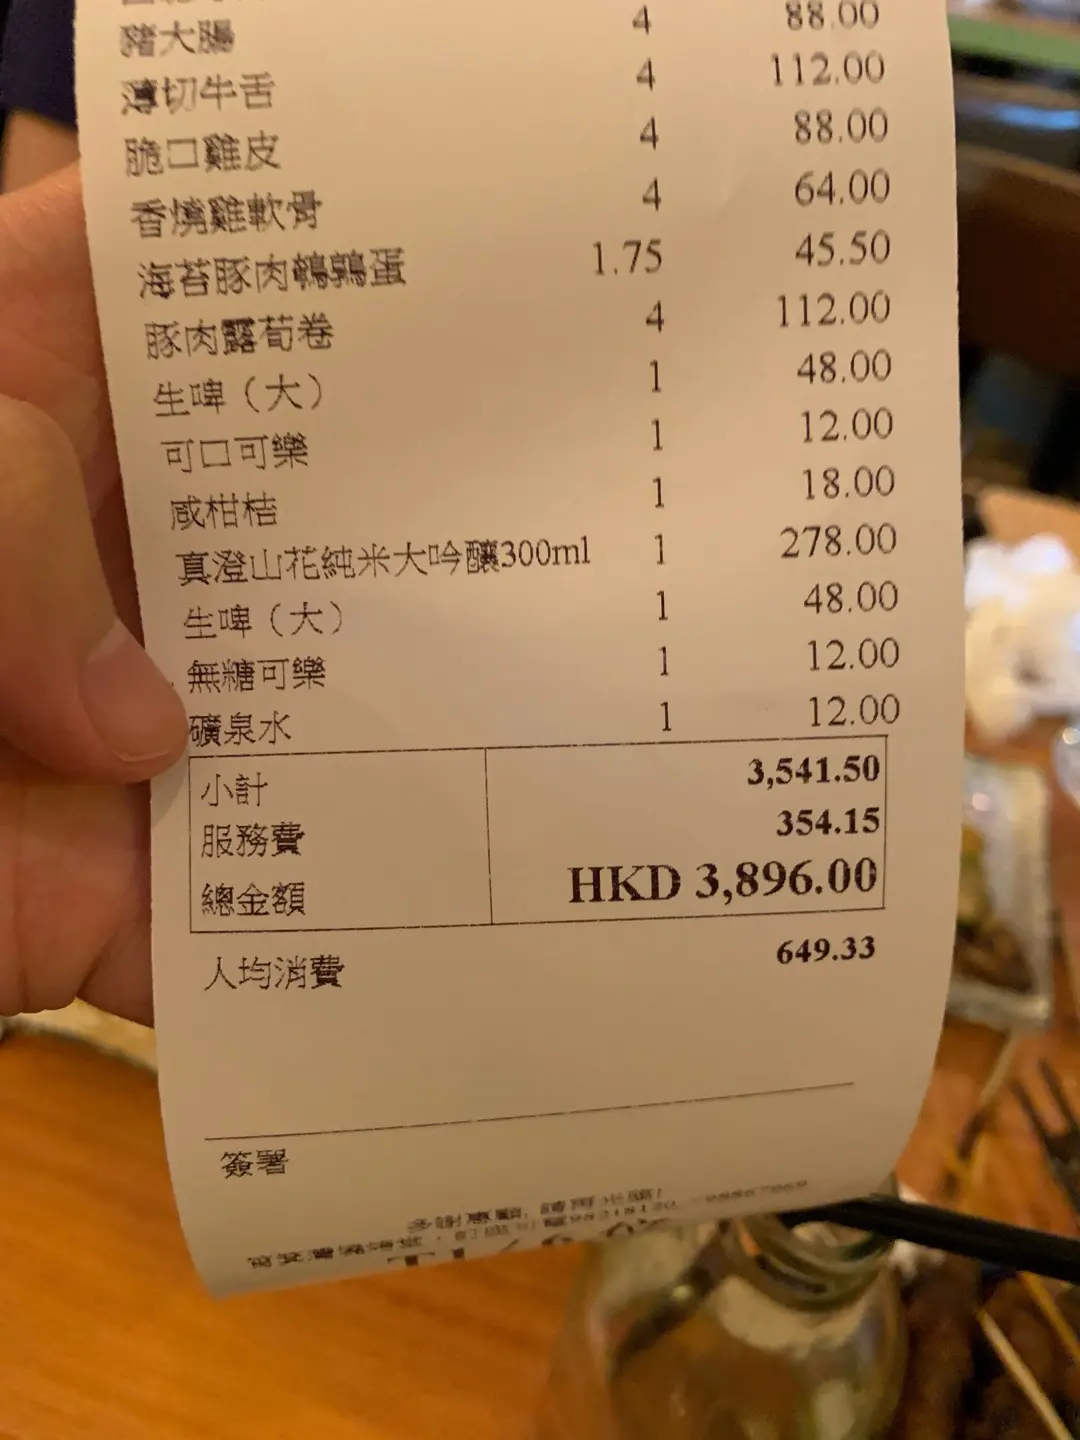 豬大腸 4 88.00
薄切牛舌 4 112.00
脆口雞皮 4 88.00
香燒雞軟骨 4 64.00
海苔豚肉鵪鶉蛋 1.75 45.50
豚肉露荀卷 4 112.00
生啤（大） 1 48.00
可口可樂 1 12.00
咸柑桔 1 18.00
真澄山花純米大吟釀300ml 1 278.00
生啤（大） 1 48.00
無糖可樂 1 12.00
礦泉水 1 12.00
小計 3,541.50
服務費 354.15
總金額 HKD 3,896.00
人均消費 649.33
簽署